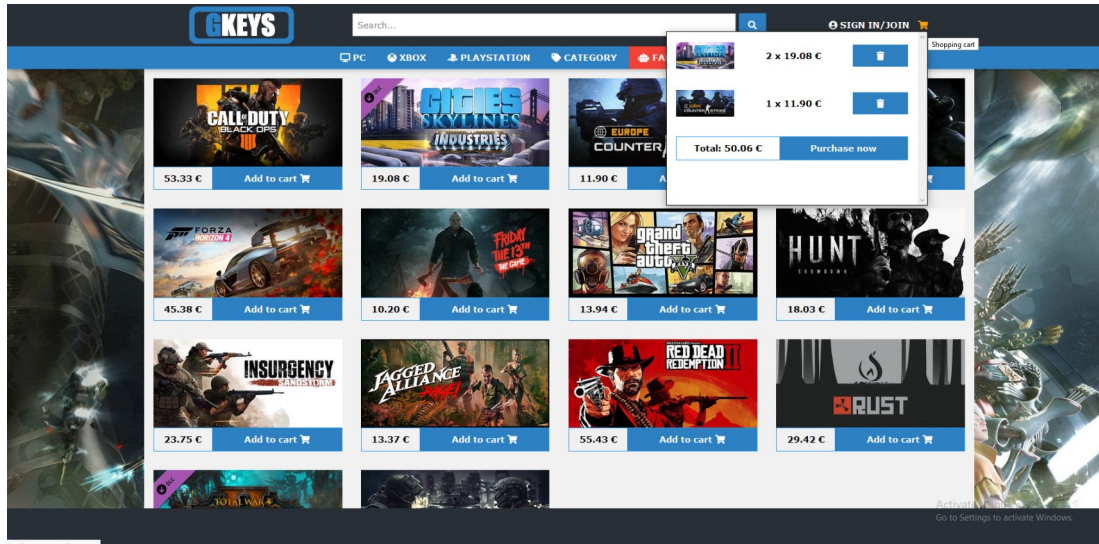 GKEYS
Search...
SIGN IN/JOIN
Shopping cart
PC XBOX PLAYSTATION CATEGORY
2 x 19.08 €
1 x 11.90 €
Total: 50.06 € Purchase now
CALL OF DUTY
BLACK OPS
IIII
DLC
CITIES
SKYLINES
INDUSTRIES
EUROPE
COUNTER
53.33 € Add to cart
19.08 € Add to cart
11.90 €
FORZA
HORIZON 4
FRIDAY
THE 13TH
THE GAME
grand
theft
auto
V
HUNT
SHOWDOWN
45.38 € Add to cart
10.20 € Add to cart
13.94 € Add to cart
18.03 € Add to cart
INSURGENCY
SANDSTORM
JAGGED
ALLIANCE
RAGE!
RED DEAD
REDEMPTION II
RUST
23.75 € Add to cart
13.37 € Add to cart
55.43 € Add to cart
29.42 € Add to cart
DLC
TOTAL WAR
Go to Settings to activate Windows.